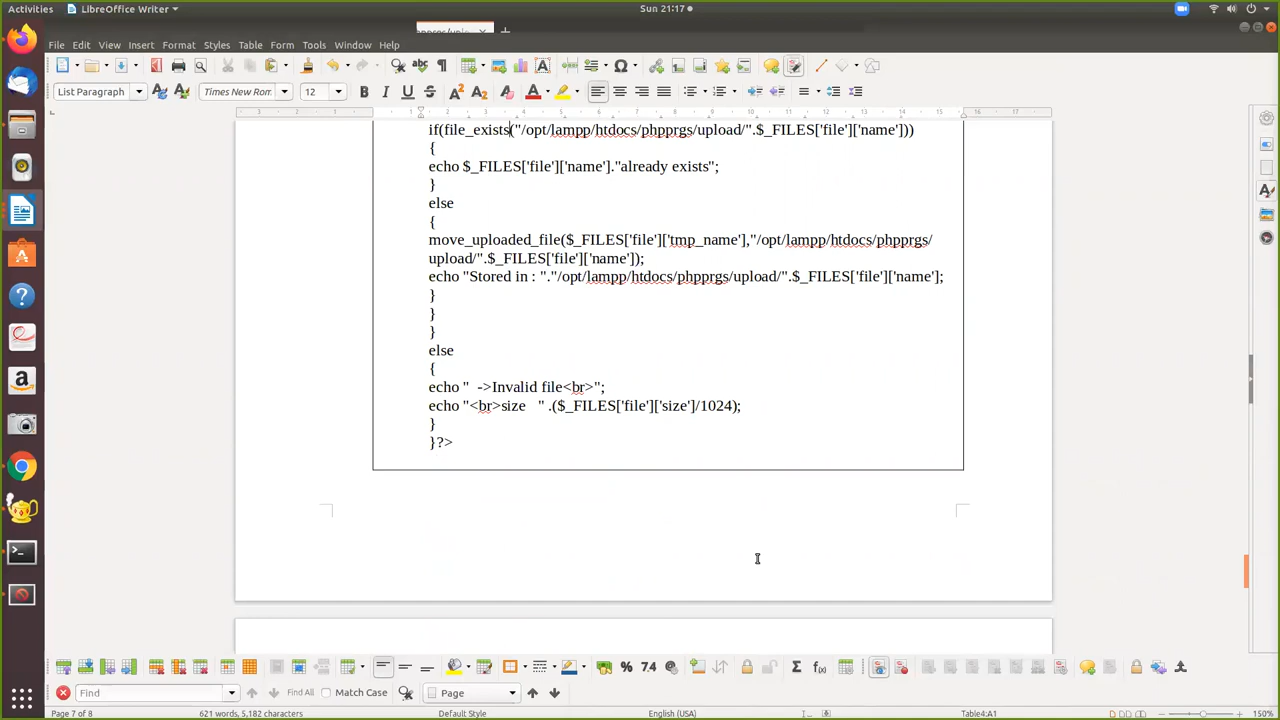 Activities LibreOffice Writer Sun 21:17
File Edit View Insert Format Styles Table Form Tools Window Help
List Paragraph Times New Rom 12
if(file_exists("/opt/lampp/htdocs/phpprgs/upload/".$_FILES['file']['name']))
{
echo $_FILES['file']['name']."already exists";
}
else
{
move_uploaded_file($_FILES['file']['tmp_name'],"/opt/lampp/htdocs/phpprgs/
upload/".$_FILES['file']['name']);
echo "Stored in : "."/opt/lampp/htdocs/phpprgs/upload/".$_FILES['file']['name'];
}
}
}
else
{
echo "  ->Invalid file<br>";
echo "<br>size   " .($_FILES['file']['size']/1024);
}
}?>
Find Find All Match Case Page
Page 7 of 8 621 words, 5,182 characters Default Style English (USA) Table4:A1 150%